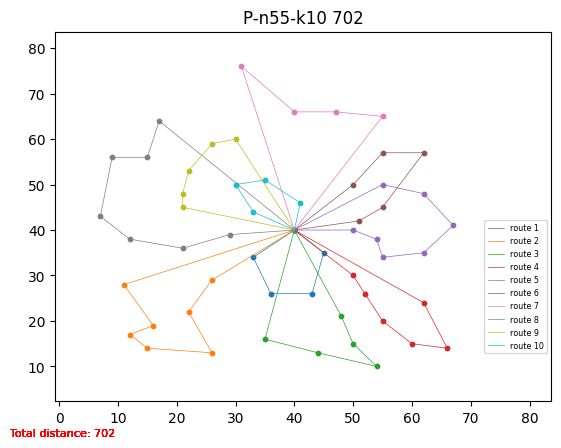 P-n55-k10 702
80
70
60
50
40
30
20
10
0
10
20
30
40
50
60
70
80
route 1
route 2
route 3
route 4
route 5
route 6
route 7
route 8
route 9
route 10
Total distance: 702